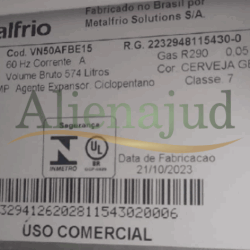 alfrio
Fabricado no Brasil por
Metalfrio Solutions S/A.
Cod. VN50AFBE15
R.G. 2232948115430-0
60 Hz Corrente A
Gas R290 0.05
Volume Bruto 574 Litros
Cor: CERVEJA GE
MP Agente Expansor. Ciclopentano
Classe: 7
Alienajud
SEGURANÇA
INMETRO
Data de Fabricacao
21/10/2023
3294126202811543020006
USO COMERCIAL